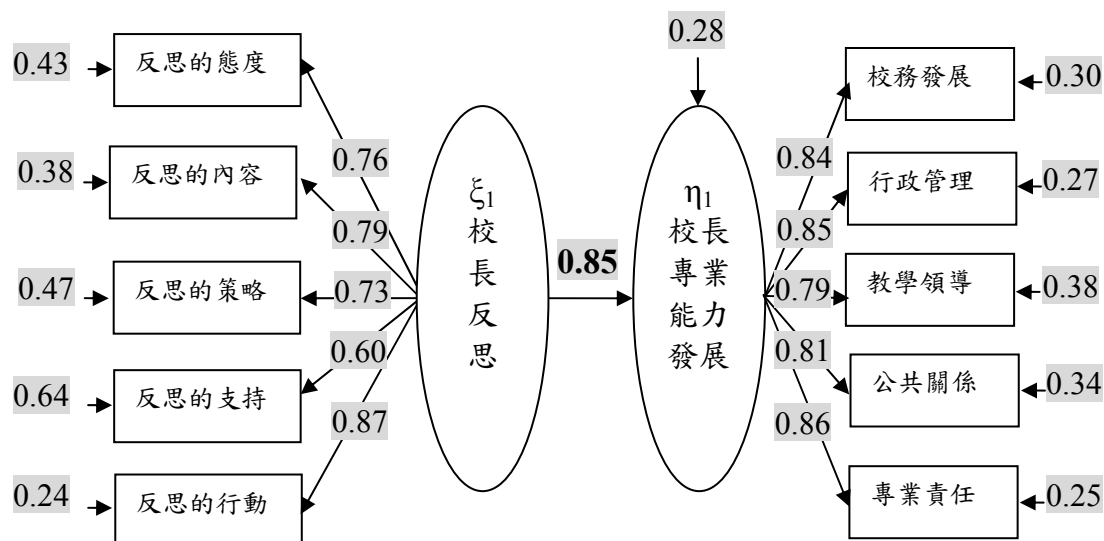 0.28
0.43
反思的態度
校務發展
0.30
0.76
0.84
0.38
反思的內容
行政管理
0.27
0.79
0.85
ξ1
校
長
反
思
0.85
η1
校長
專業
能力
發展
0.47
反思的策略
0.73
0.79
教學領導
0.38
0.60
0.81
0.64
反思的支持
公共關係
0.34
0.87
0.86
0.24
反思的行動
專業責任
0.25